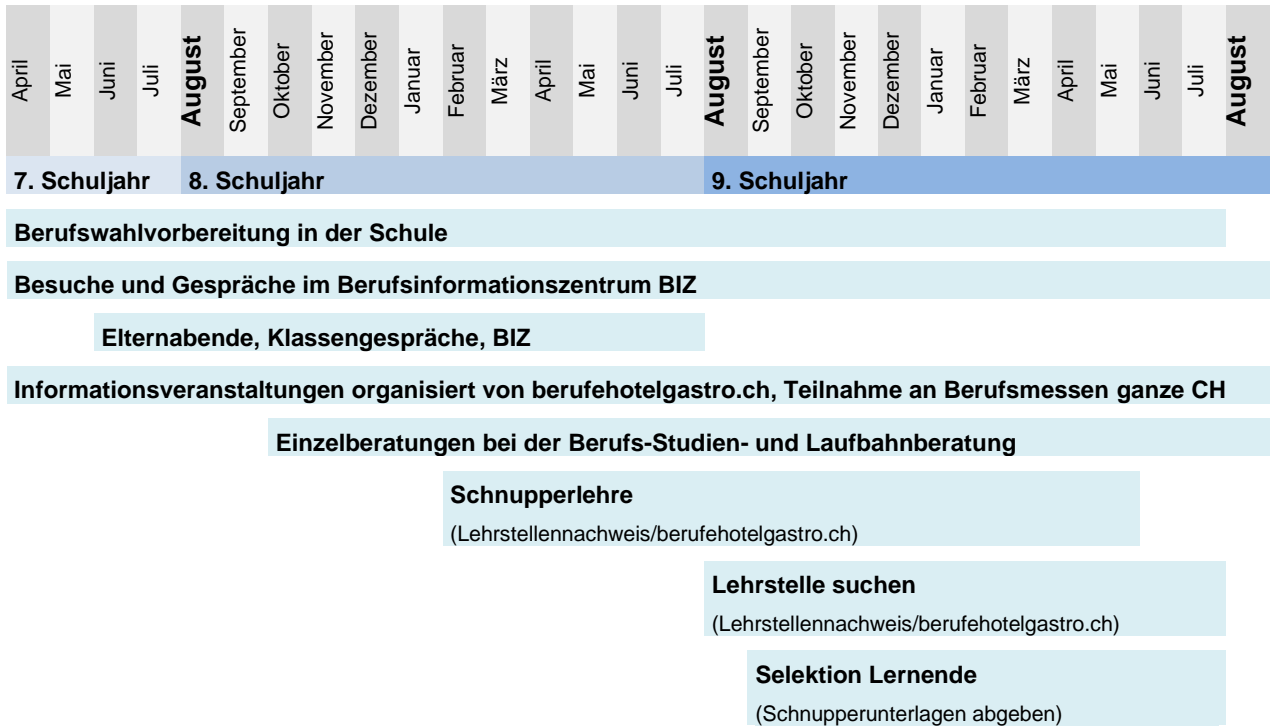 April Mai Juni Juli August September Oktober November Dezember Januar Februar März April Mai Juni Juli August September Oktober November Dezember Januar Februar März April Mai Juni Juli August
7. Schuljahr 8. Schuljahr 9. Schuljahr
Berufswahlvorbereitung in der Schule
Besuche und Gespräche im Berufsinformationszentrum BIZ
Elternabende, Klassengespräche, BIZ
Informationsveranstaltungen organisiert von berufehotelgastro.ch, Teilnahme an Berufsmessen ganze CH
Einzelberatungen bei der Berufs-Studien- und Laufbahnberatung
Schnupperlehre
(Lehrstellennachweis/berufehotelgastro.ch)
Lehrstelle suchen
(Lehrstellennachweis/berufehotelgastro.ch)
Selektion Lernende
(Schnupperunterlagen abgeben)